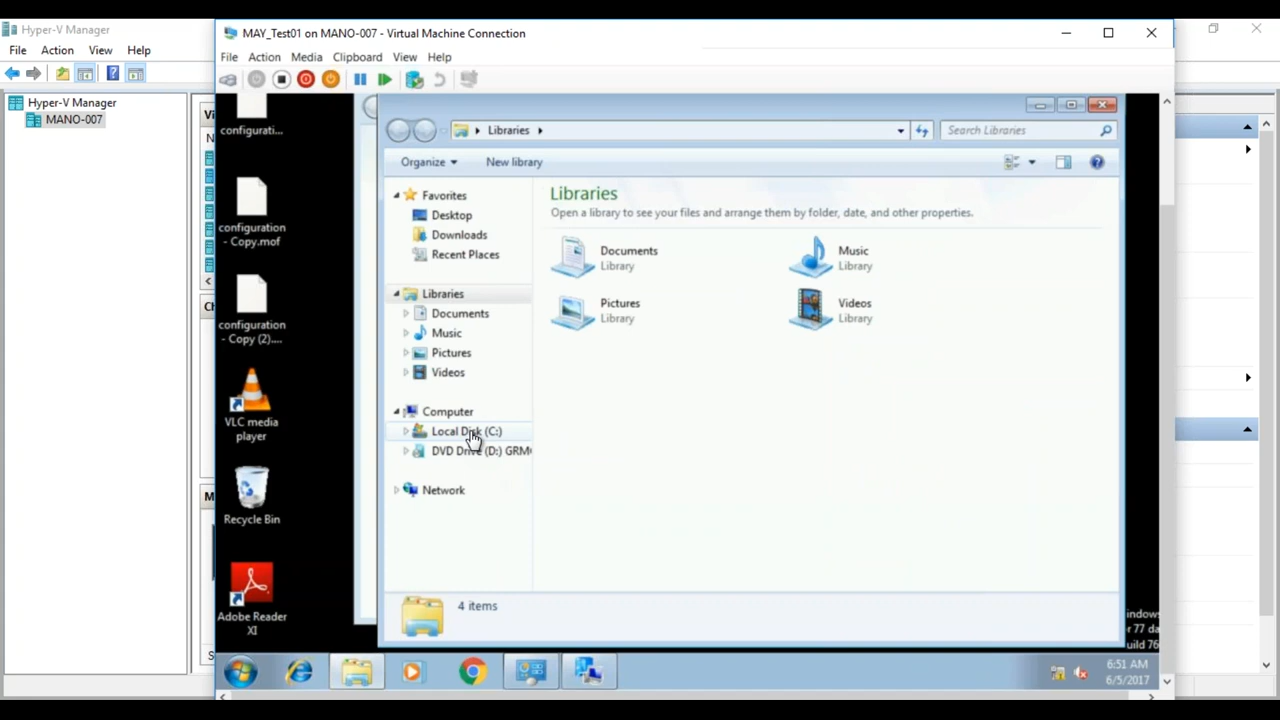 Hyper-V Manager
File Action View Help
Hyper-V Manager
MANO-007
MAY_Test01 on MANO-007 - Virtual Machine Connection
File Action Media Clipboard View Help
configurati...
configuration
- Copy.mof
configuration
- Copy (2)....
VLC media
player
Recycle Bin
Adobe Reader
XI
Libraries
Search Libraries
Organize
New library
Favorites
Desktop
Downloads
Recent Places
Libraries
Documents
Music
Pictures
Videos
Computer
Local Disk (C:)
DVD Drive (D:) GRM
Network
Libraries
Open a library to see your files and arrange them by folder, date, and other properties.
Documents
Library
Music
Library
Pictures
Library
Videos
Library
4 items
6:51 AM
6/5/2017